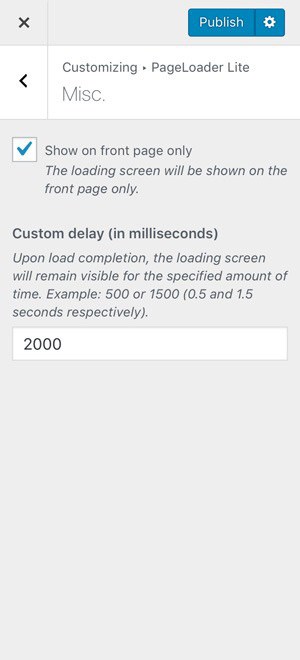 Publish
Customizing ▸ PageLoader Lite
Misc.
Show on front page only
The loading screen will be shown on the
front page only.
Custom delay (in milliseconds)
Upon load completion, the loading screen
will remain visible for the specified amount of
time. Example: 500 or 1500 (0.5 and 1.5
seconds respectively).
2000